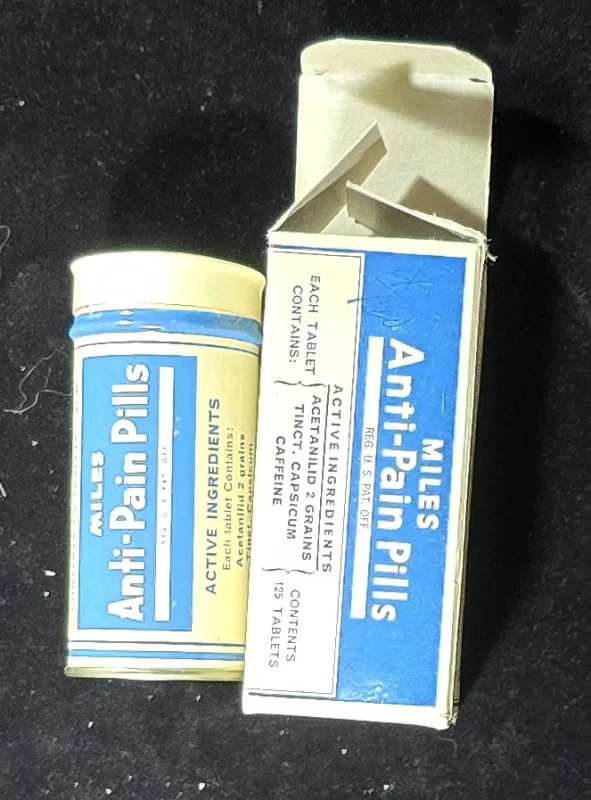 MILES
Anti-Pain Pills
ACTIVE INGREDIENTS
Each tablet Contains:
Acetanilid 2 Grains
MILES
Anti-Pain Pills
REG. U. S. PAT. OFF.
ACTIVE INGREDIENTS
EACH TABLET CONTAINS:
ACETANILID 2 GRAINS
TINCT. CAPSICUM
CAFFEINE
CONTENTS
125 TABLETS